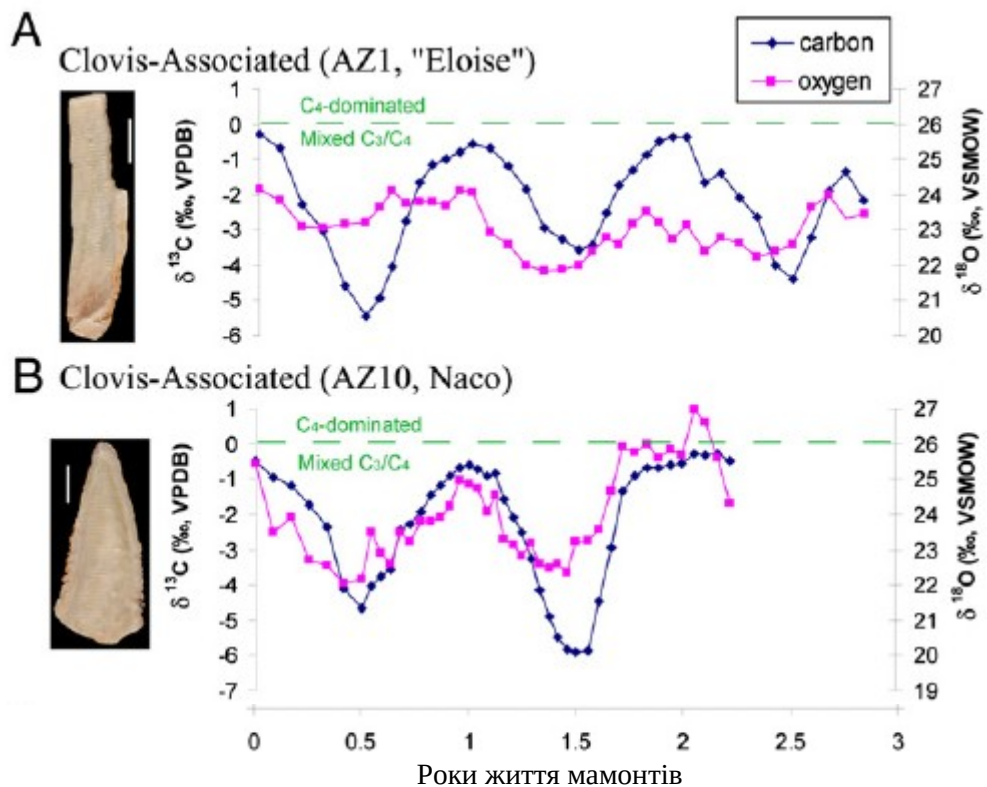 A
Clovis-Associated (AZ1, "Eloise")
carbon
oxygen
C₄-dominated
Mixed C₃/C₄
δ ¹³C (‰, VPDB)
1
0
-1
-2
-3
-4
-5
-6
27
26
25
24
23
22
21
20
δ ¹⁸O (‰, VSMOW)
B
Clovis-Associated (AZ10, Naco)
C₄-dominated
Mixed C₃/C₄
δ ¹³C (‰, VPDB)
1
0
-1
-2
-3
-4
-5
-6
-7
27
26
25
24
23
22
21
20
19
δ ¹⁸O (‰, VSMOW)
0 0.5 1 1.5 2 2.5 3
Роки життя мамонтів